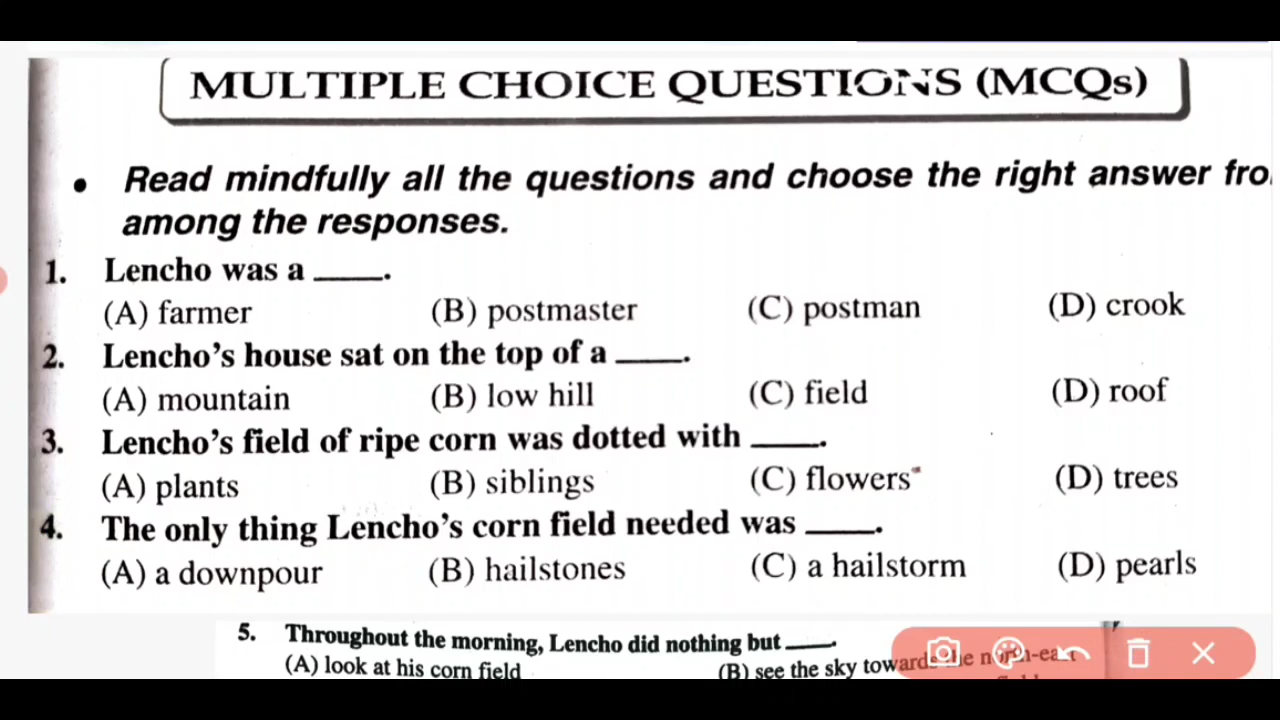 MULTIPLE CHOICE QUESTIONS (MCQs)
• Read mindfully all the questions and choose the right answer fro
among the responses.
1. Lencho was a ____.
(A) farmer (B) postmaster (C) postman (D) crook
2. Lencho's house sat on the top of a ____.
(A) mountain (B) low hill (C) field (D) roof
3. Lencho's field of ripe corn was dotted with ____.
(A) plants (B) siblings (C) flowers (D) trees
4. The only thing Lencho's corn field needed was ____.
(A) a downpour (B) hailstones (C) a hailstorm (D) pearls
5. Throughout the morning, Lencho did nothing but ____.
(A) look at his corn field (B) see the sky towards the north-east